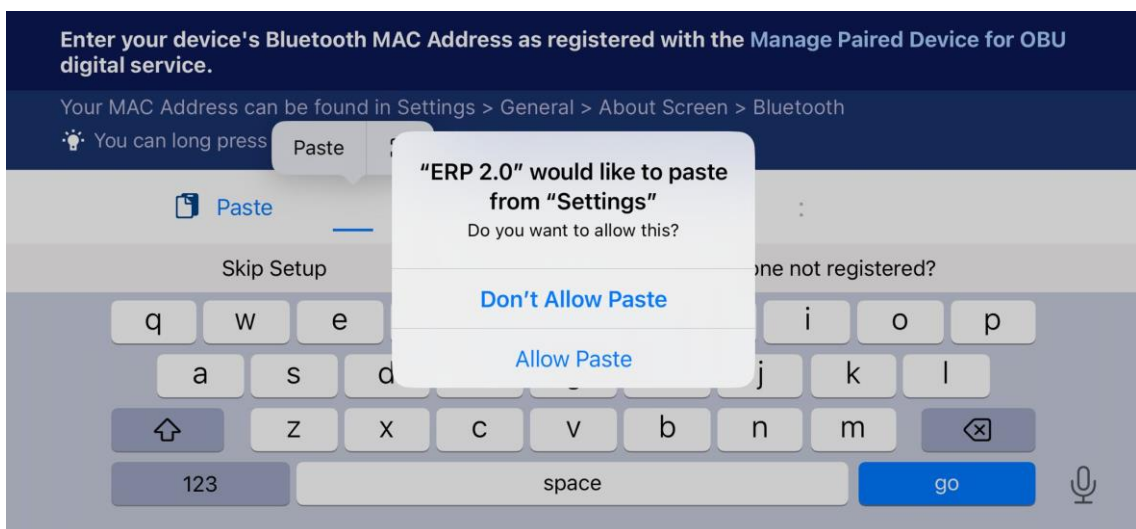 Enter your device's Bluetooth MAC Address as registered with the Manage Paired Device for OBU
digital service.
Your MAC Address can be found in Settings > General > About Screen > Bluetooth
You can long press
Paste
“ERP 2.0” would like to paste
from “Settings”
Do you want to allow this?
Paste
:
Skip Setup
not registered?
Don’t Allow Paste
q w e i o p
Allow Paste
a s d j k l
z x c v b n m
123 space go